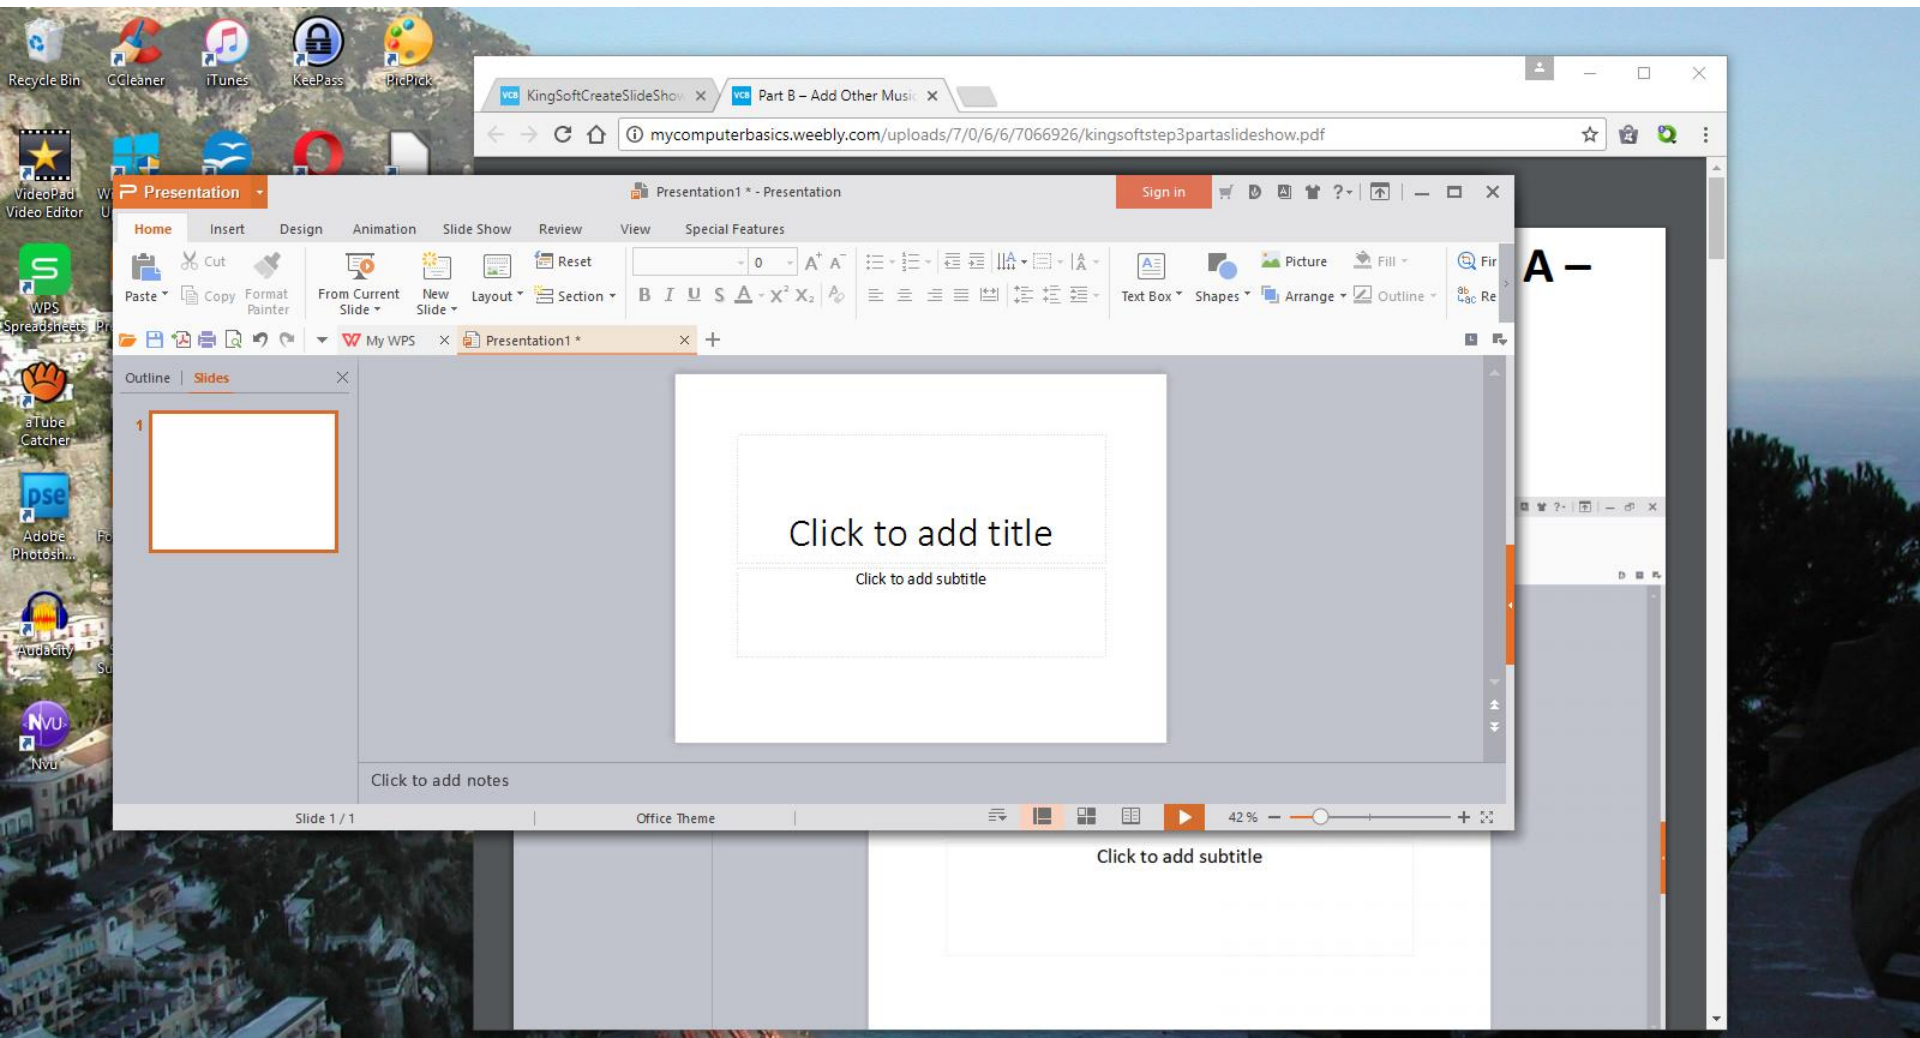 Recycle Bin
CCleaner
iTunes
KeePass
PicPick
VideoPad
Video Editor
WPS
Spreadsheets
aTube
Catcher
Adobe
Photosh...
Audacity
Nvu
KingSoftCreateSlideShow
Part B – Add Other Music
mycomputerbasics.weebly.com/uploads/7/0/6/6/7066926/kingsoftstep3partaslideshow.pdf
Presentation
Presentation1 * - Presentation
Sign in
Home Insert Design Animation Slide Show Review View Special Features
Paste Cut Copy Format Painter
From Current Slide
New Slide
Layout
Reset
Section
0
Text Box
Shapes
Picture
Arrange
Fill
Outline
My WPS
Presentation1 *
Outline | Slides
1
Click to add title
Click to add subtitle
Click to add notes
Slide 1 / 1
Office Theme
42 %
A –
Click to add subtitle